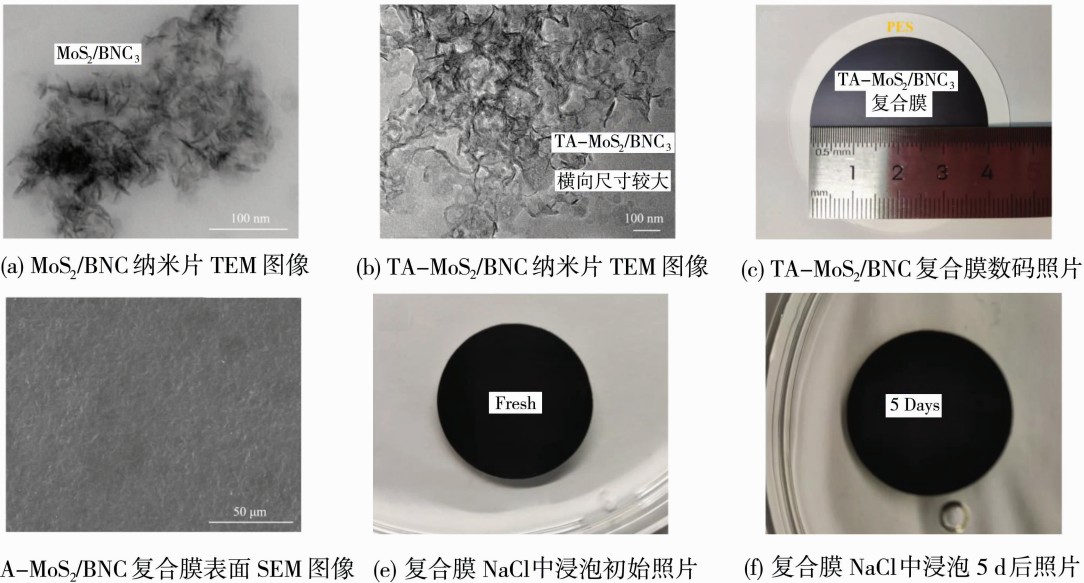 MoS₂/BNC₃
100 nm
TA-MoS₂/BNC₃
横向尺寸较大
100 nm
PES
TA-MoS₂/BNC₃
复合膜
0.5mm
1 2 3 4
mm
(a) MoS₂/BNC 纳米片 TEM 图像
(b) TA-MoS₂/BNC 纳米片 TEM 图像
(c) TA-MoS₂/BNC 复合膜数码照片
50 μm
Fresh
5 Days
A-MoS₂/BNC 复合膜表面 SEM 图像
(e) 复合膜 NaCl中浸泡初始照片
(f) 复合膜 NaCl中浸泡 5 d后照片